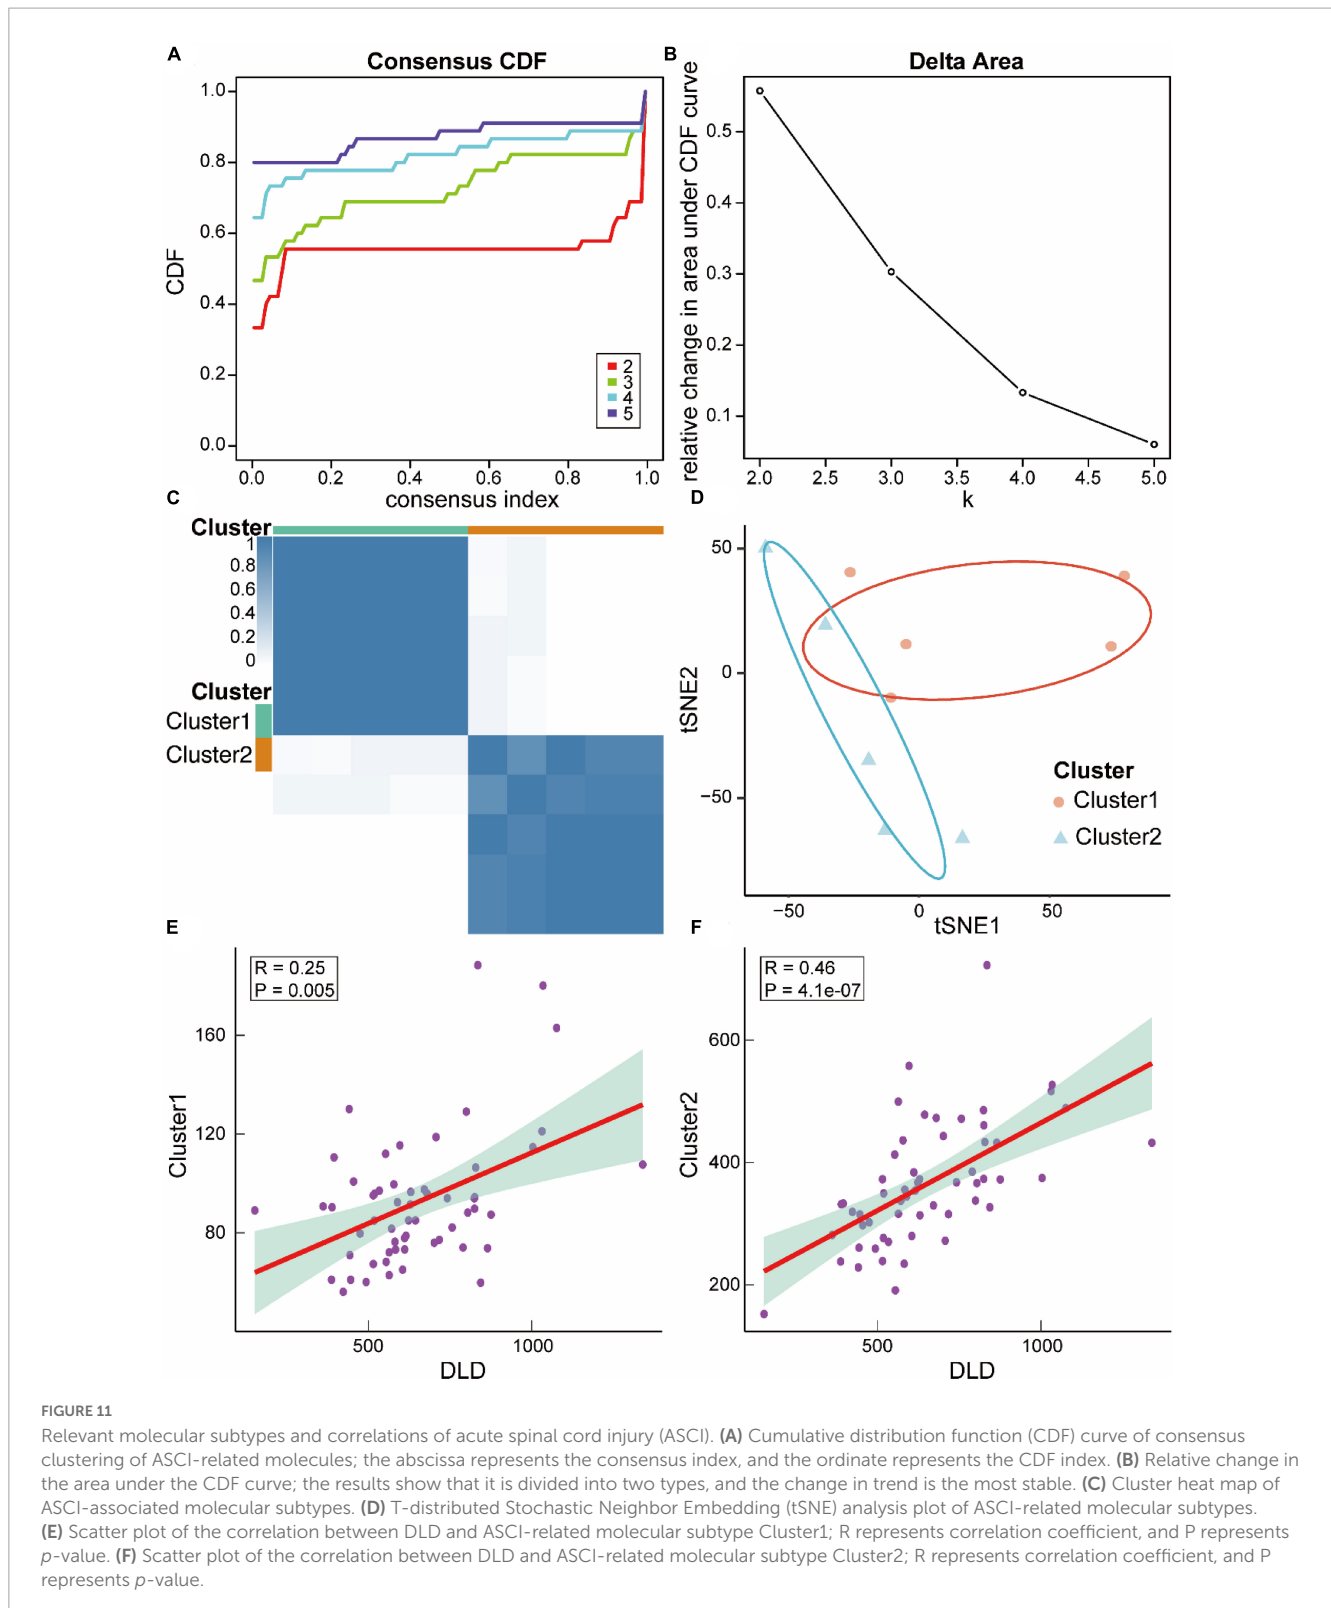 A
Consensus CDF
CDF
1.0
0.8
0.6
0.4
0.2
0.0
2
3
4
5
0.0 0.2 0.4 0.6 0.8 1.0
consensus index
B
Delta Area
relative change in area under CDF curve
0.5
0.4
0.3
0.2
0.1
2.0 2.5 3.0 3.5 4.0 4.5 5.0
k
C
Cluster
1
0.8
0.6
0.4
0.2
0
Cluster
Cluster1
Cluster2
D
tSNE2
50
0
−50
Cluster
Cluster1
Cluster2
−50 0 50
tSNE1
E
R = 0.25
P = 0.005
Cluster1
160
120
80
500 1000
DLD
F
R = 0.46
P = 4.1e-07
Cluster2
600
400
200
500 1000
DLD
FIGURE 11
Relevant molecular subtypes and correlations of acute spinal cord injury (ASCI). (A) Cumulative distribution function (CDF) curve of consensus
clustering of ASCI-related molecules; the abscissa represents the consensus index, and the ordinate represents the CDF index. (B) Relative change in
the area under the CDF curve; the results show that it is divided into two types, and the change in trend is the most stable. (C) Cluster heat map of
ASCI-associated molecular subtypes. (D) T-distributed Stochastic Neighbor Embedding (tSNE) analysis plot of ASCI-related molecular subtypes.
(E) Scatter plot of the correlation between DLD and ASCI-related molecular subtype Cluster1; R represents correlation coefficient, and P represents
p-value. (F) Scatter plot of the correlation between DLD and ASCI-related molecular subtype Cluster2; R represents correlation coefficient, and P
represents p-value.